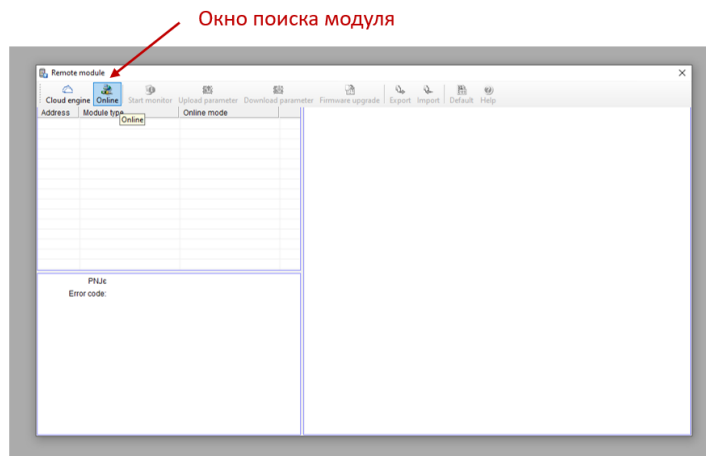 Окно поиска модуля
Remote module
Cloud engine Online Start monitor Upload parameter Download parameter Firmware upgrade Export Import Default Help
Address Module type Online mode
Online
PN
Error code: